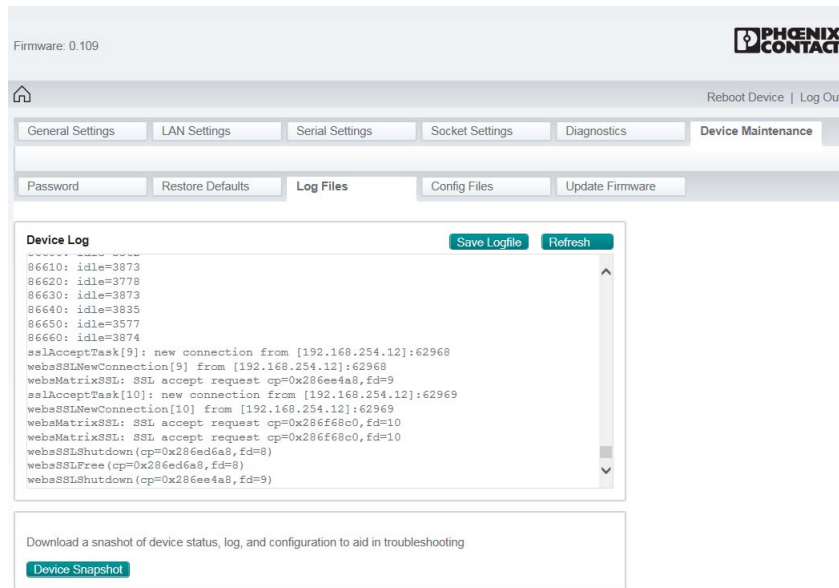 Firmware: 0.109
PHŒNIX
CONTACT
Reboot Device | Log Ou
General Settings LAN Settings Serial Settings Socket Settings Diagnostics Device Maintenance
Password Restore Defaults Log Files Config Files Update Firmware
Device Log Save Logfile Refresh
86610: idle=3873
86620: idle=3778
86630: idle=3873
86640: idle=3835
86650: idle=3577
86660: idle=3874
sslAcceptTask[9]: new connection from [192.168.254.12]:62968
websSSLNewConnection[9] from [192.168.254.12]:62968
websMatrixSSL: SSL accept request cp=0x286ee4a8,fd=9
sslAcceptTask[10]: new connection from [192.168.254.12]:62969
websSSLNewConnection[10] from [192.168.254.12]:62969
websMatrixSSL: SSL accept request cp=0x286f68c0,fd=10
websMatrixSSL: SSL accept request cp=0x286f68c0,fd=10
websSSLShutdown(cp=0x286ed6a8,fd=8)
websSSLFree(cp=0x286ed6a8,fd=8)
websSSLShutdown(cp=0x286ee4a8,fd=9)
Download a snashot of device status, log, and configuration to aid in troubleshooting
Device Snapshot